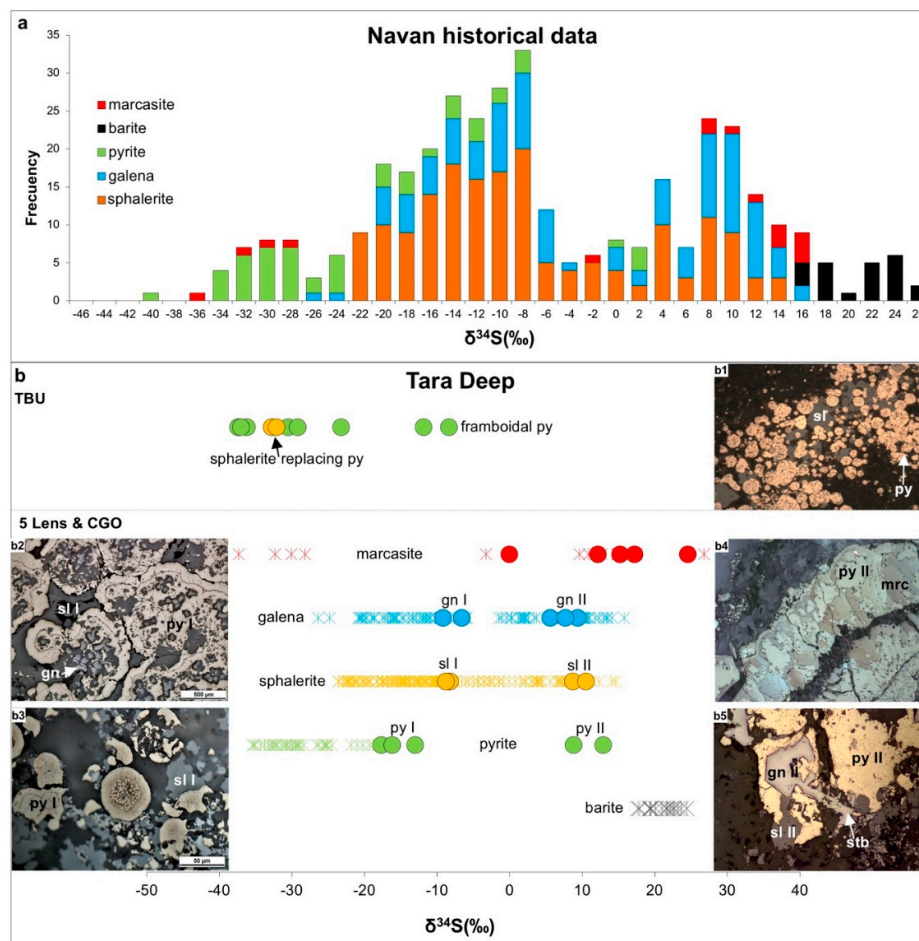 a
Navan historical data
35
30
25
20
15
10
5
0
Frecuency
marcasite
barite
pyrite
galena
sphalerite
-46 -44 -42 -40 -38 -36 -34 -32 -30 -28 -26 -24 -22 -20 -18 -16 -14 -12 -10 -8 -6 -4 -2 0 2 4 6 8 10 12 14 16 18 20 22 24
δ34S(‰)
b
Tara Deep
TBU
framboidal py
sphalerite replacing py
b1
sl
py
5 Lens & CGO
b2
sl I
py I
gn I
500 µm
b3
sl I
py I
50 µm
marcasite
gn I
gn II
galena
sl I
sl II
sphalerite
py I
pyrite
py II
barite
b4
py II
mrc
b5
gn II
py II
sl II
stb
-50 -40 -30 -20 -10 0 10 20 30 40
δ34S(‰)